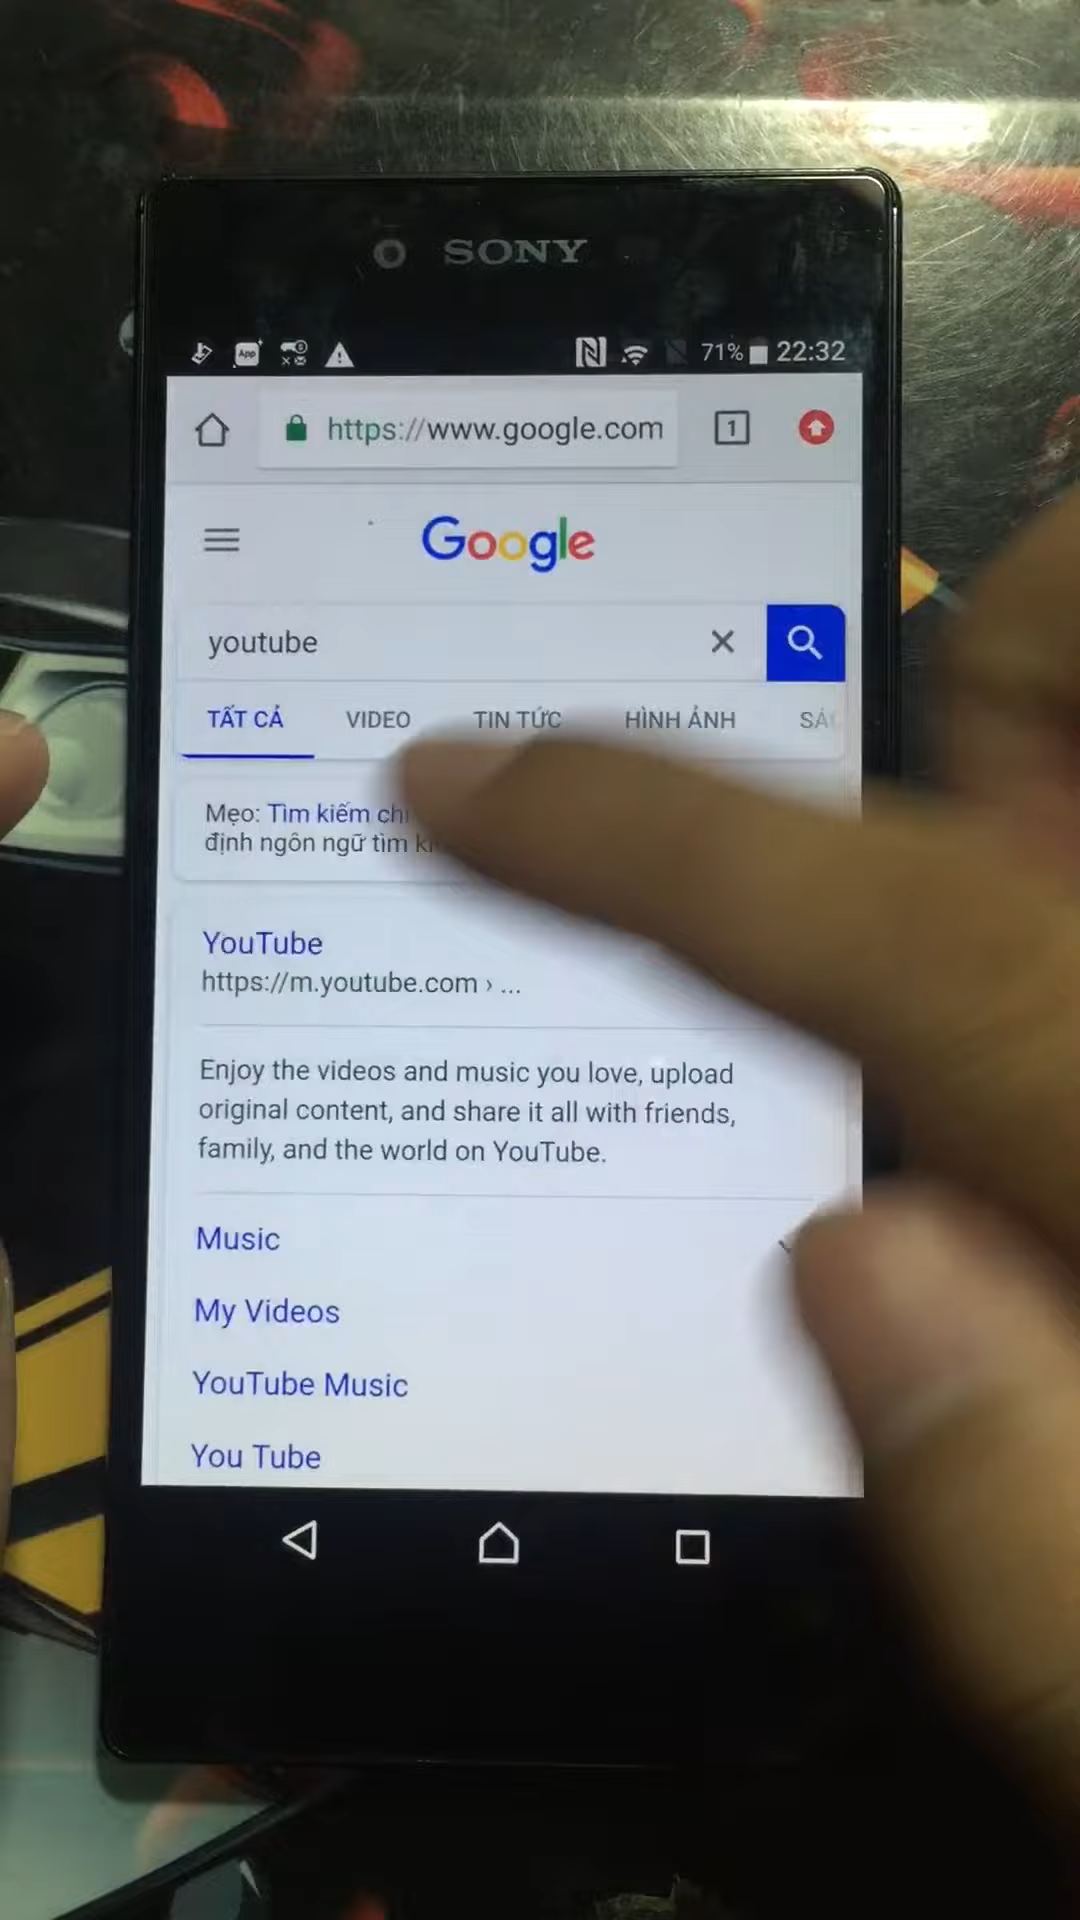 SONY
App
71% 22:32
https://www.google.com
1
Google
youtube
TẤT CẢ VIDEO TIN TỨC HÌNH ẢNH
Mẹo: Tìm kiếm
định ngôn ngữ tìm
YouTube
https://m.youtube.com › ...
Enjoy the videos and music you love, upload
original content, and share it all with friends,
family, and the world on YouTube.
Music
My Videos
YouTube Music
You Tube